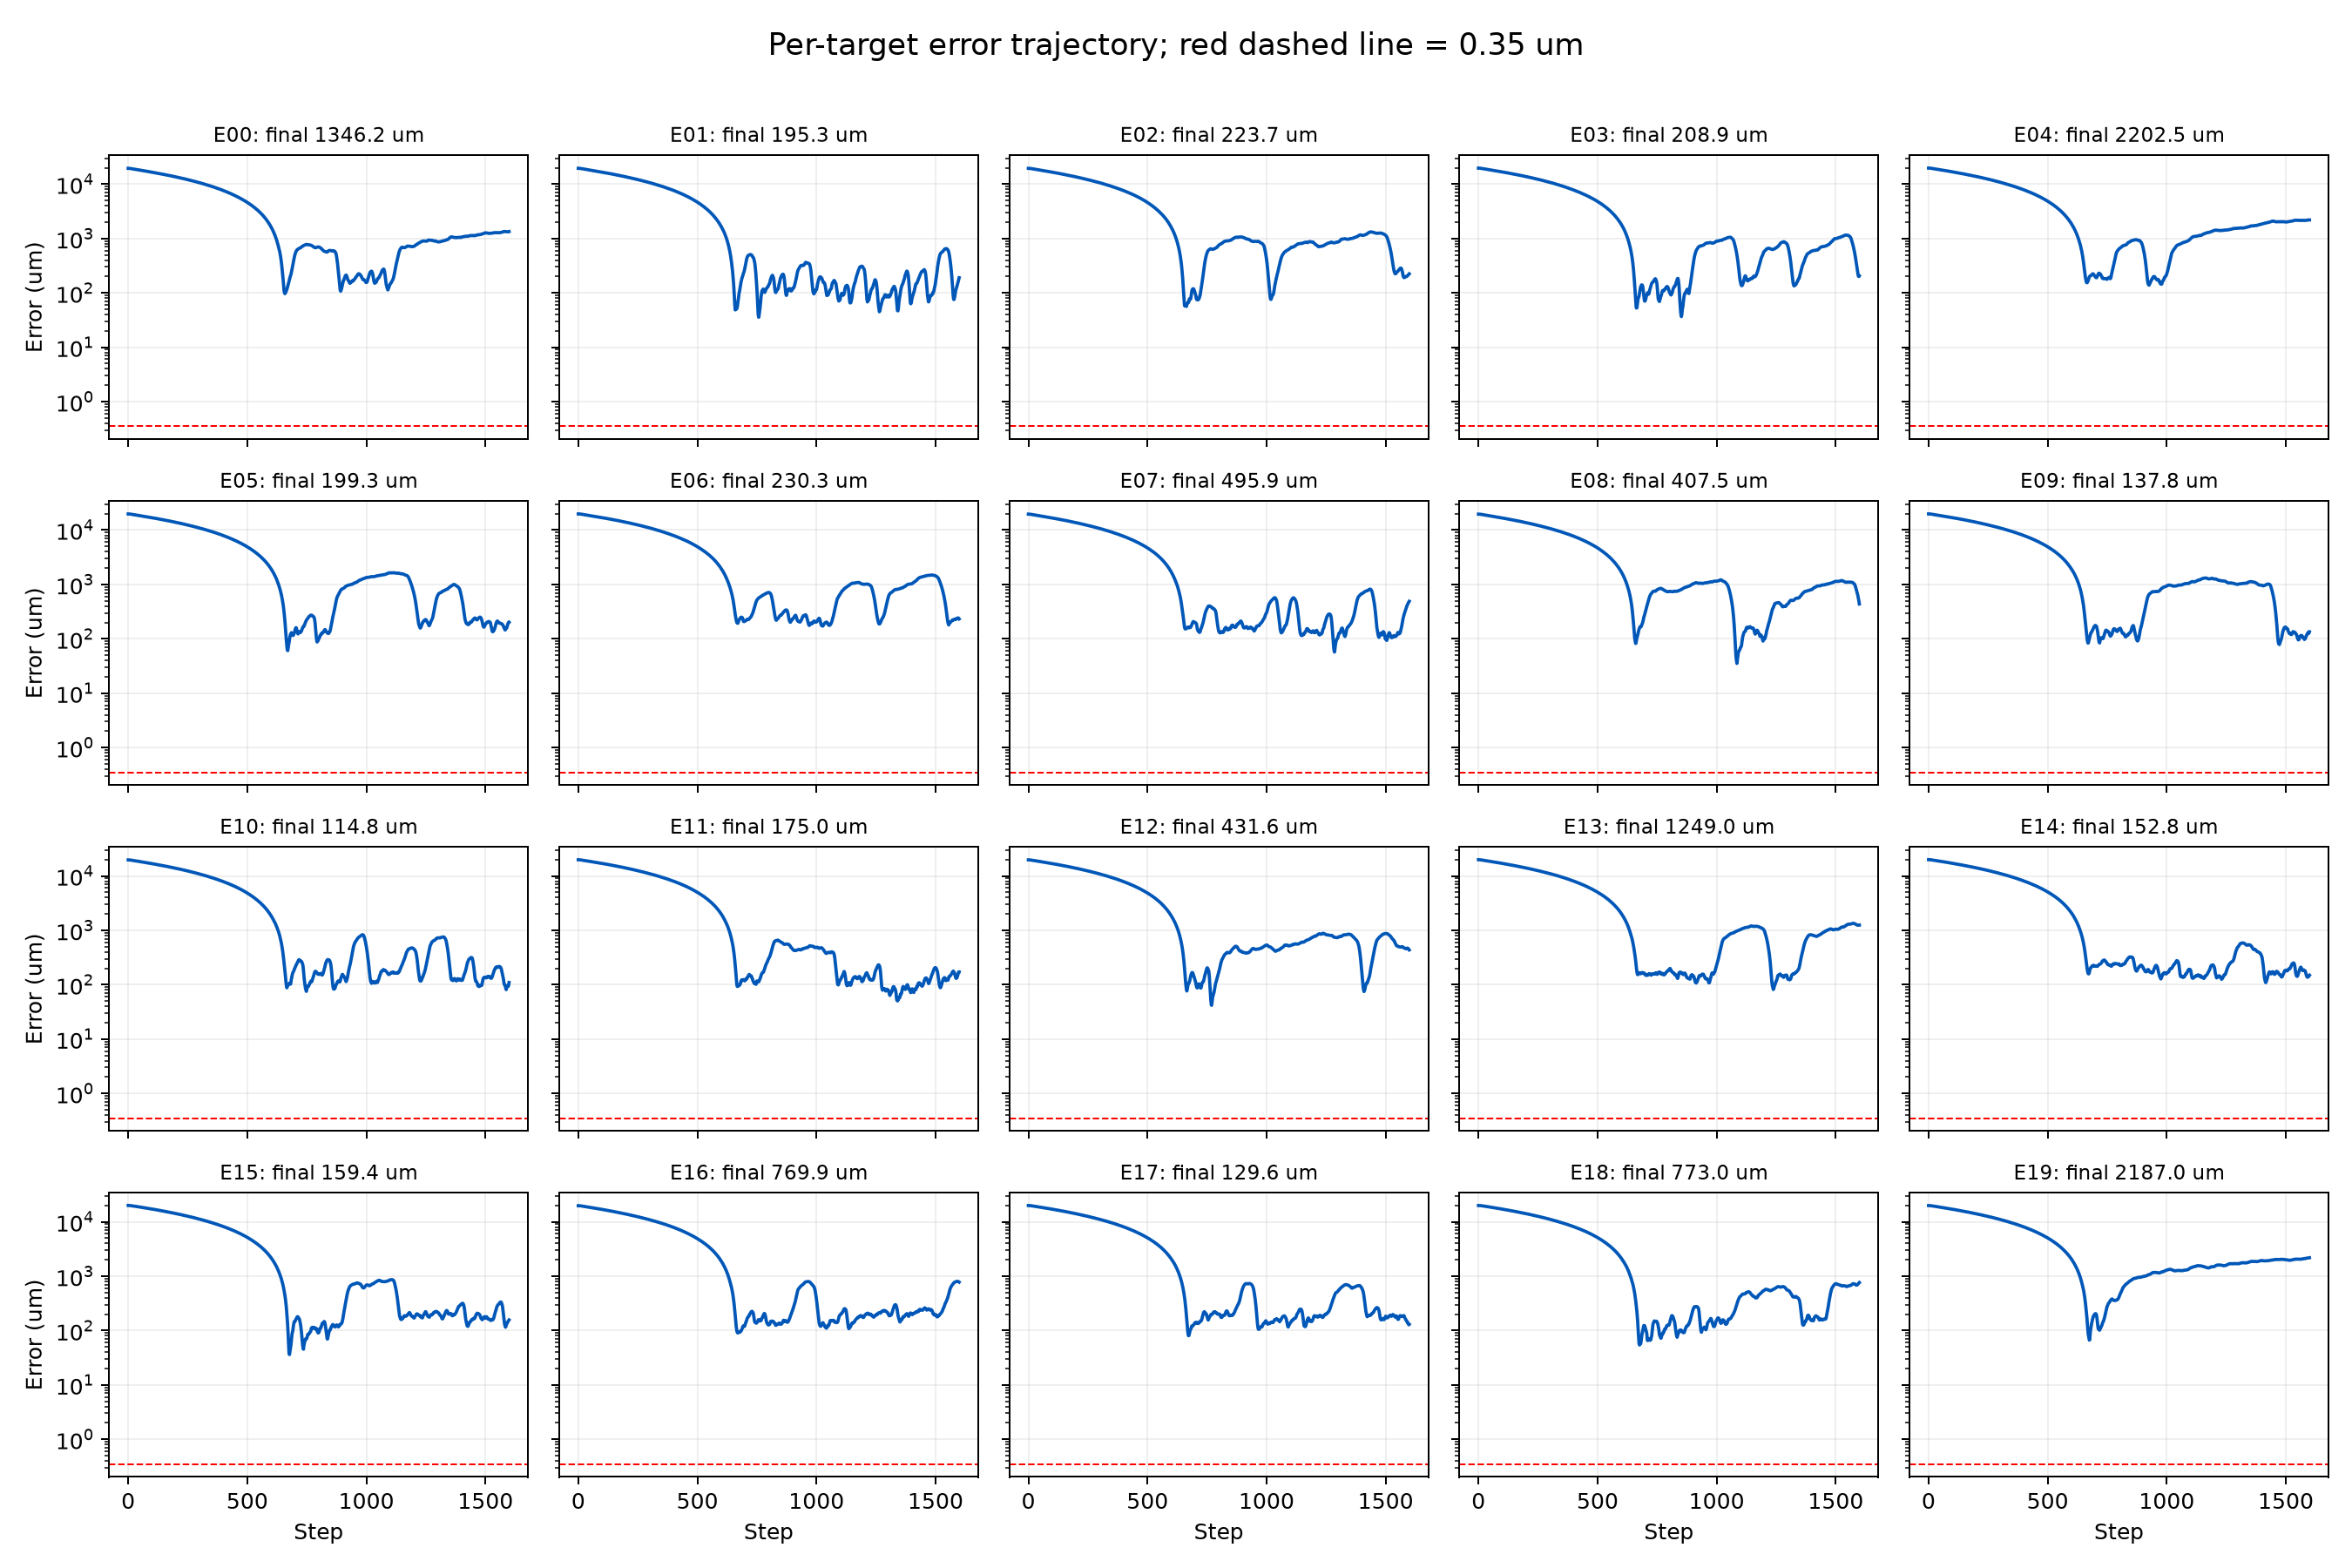 Per-target error trajectory; red dashed line = 0.35 um
E00: final 1346.2 um
E01: final 195.3 um
E02: final 223.7 um
E03: final 208.9 um
E04: final 2202.5 um
Error (um)
10⁴
10³
10²
10¹
10⁰
E05: final 199.3 um
E06: final 230.3 um
E07: final 495.9 um
E08: final 407.5 um
E09: final 137.8 um
Error (um)
10⁴
10³
10²
10¹
10⁰
E10: final 114.8 um
E11: final 175.0 um
E12: final 431.6 um
E13: final 1249.0 um
E14: final 152.8 um
Error (um)
10⁴
10³
10²
10¹
10⁰
E15: final 159.4 um
E16: final 769.9 um
E17: final 129.6 um
E18: final 773.0 um
E19: final 2187.0 um
Error (um)
10⁴
10³
10²
10¹
10⁰
0 500 1000 1500
0 500 1000 1500
0 500 1000 1500
0 500 1000 1500
0 500 1000 1500
Step
Step
Step
Step
Step